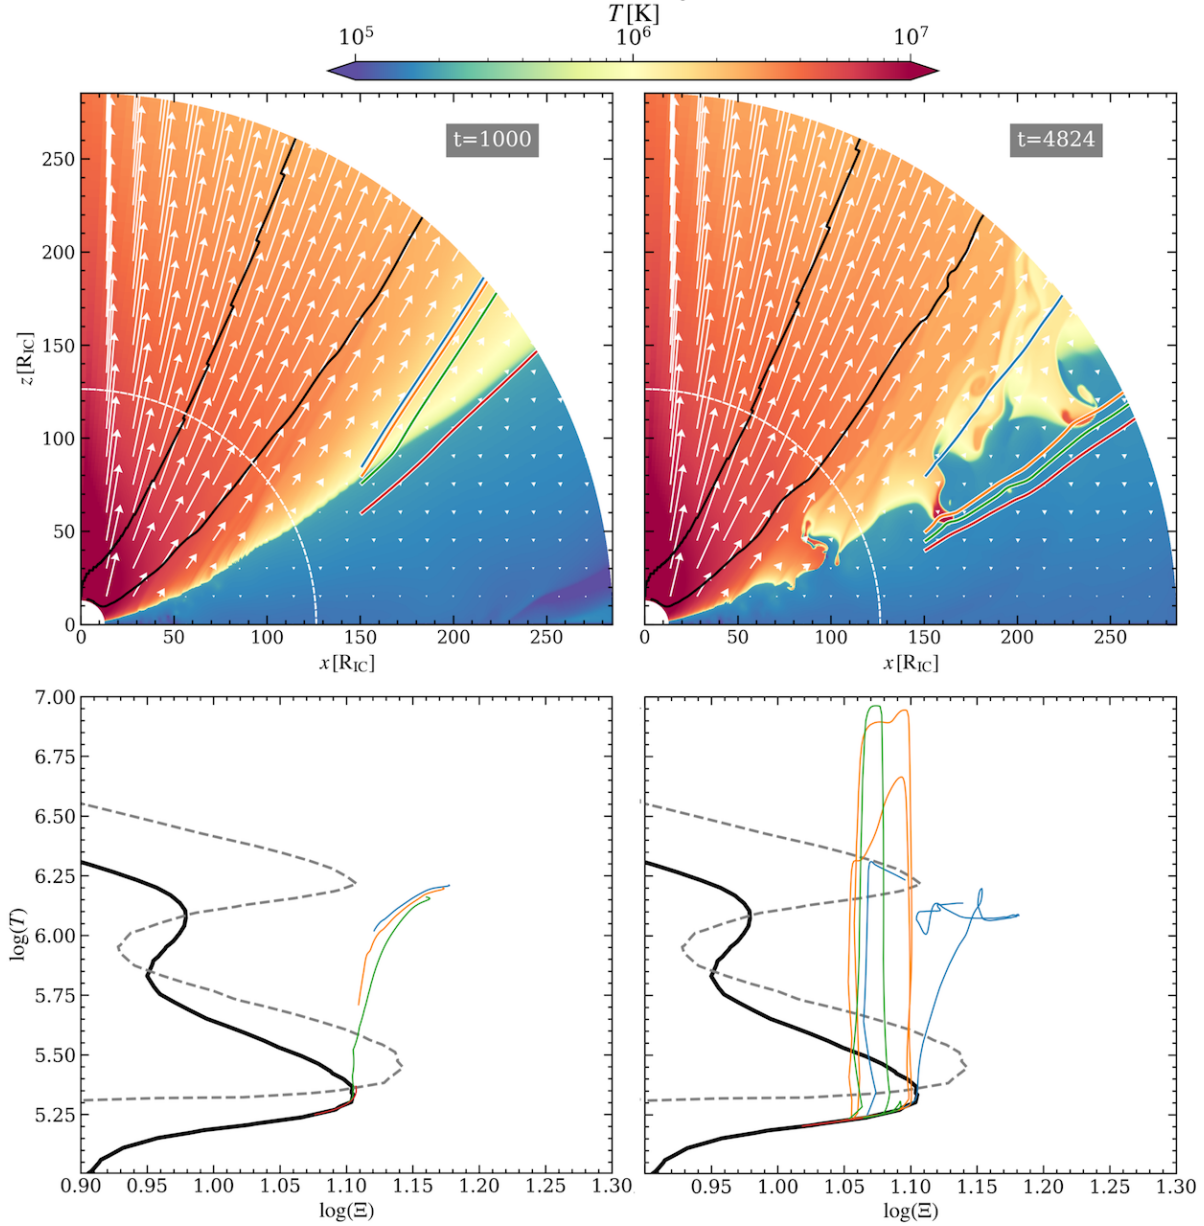 T [K]
10^5 10^6 10^7
t=1000
t=4824
z [R_IC]
250
200
150
100
50
0
0 50 100 150 200 250
x [R_IC]
0 50 100 150 200 250
x [R_IC]
log(T)
7.00
6.75
6.50
6.25
6.00
5.75
5.50
5.25
0.90 0.95 1.00 1.05 1.10 1.15 1.20 1.25 1.30
log(Ξ)
0.95 1.00 1.05 1.10 1.15 1.20 1.25 1.30
log(Ξ)